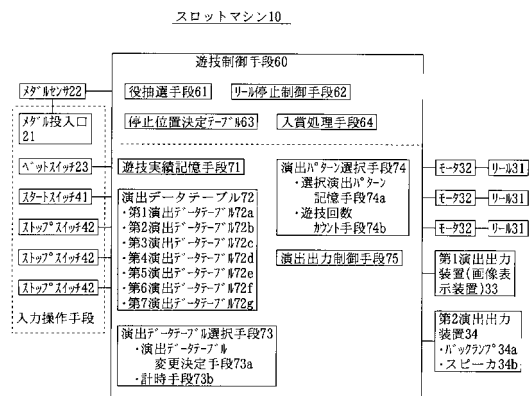 スロットマシン10
遊技制御手段60
メダルセンサ22
役抽選手段61
リール停止制御手段62
メダル投入口
21
停止位置決定テーブル63
入賞処理手段64
ベットスイッチ23
遊技実績記憶手段71
スタートスイッチ41
ストップスイッチ42
ストップスイッチ42
ストップスイッチ42
入力操作手段
演出データテーブル72
・第1演出データテーブル72a
・第2演出データテーブル72b
・第3演出データテーブル72c
・第4演出データテーブル72d
・第5演出データテーブル72e
・第6演出データテーブル72f
・第7演出データテーブル72g
演出データテーブル選択手段73
・演出データテーブル
変更決定手段73a
・計時手段73b
演出パターン選択手段74
・選択演出パターン
記憶手段74a
・遊技回数
カウント手段74b
演出出力制御手段75
モータ32
リール31
モータ32
リール31
モータ32
リール31
第1演出出力
装置(画像表
示装置)33
第2演出出力
装置34
・バックランプ34a
・スピーカ34b